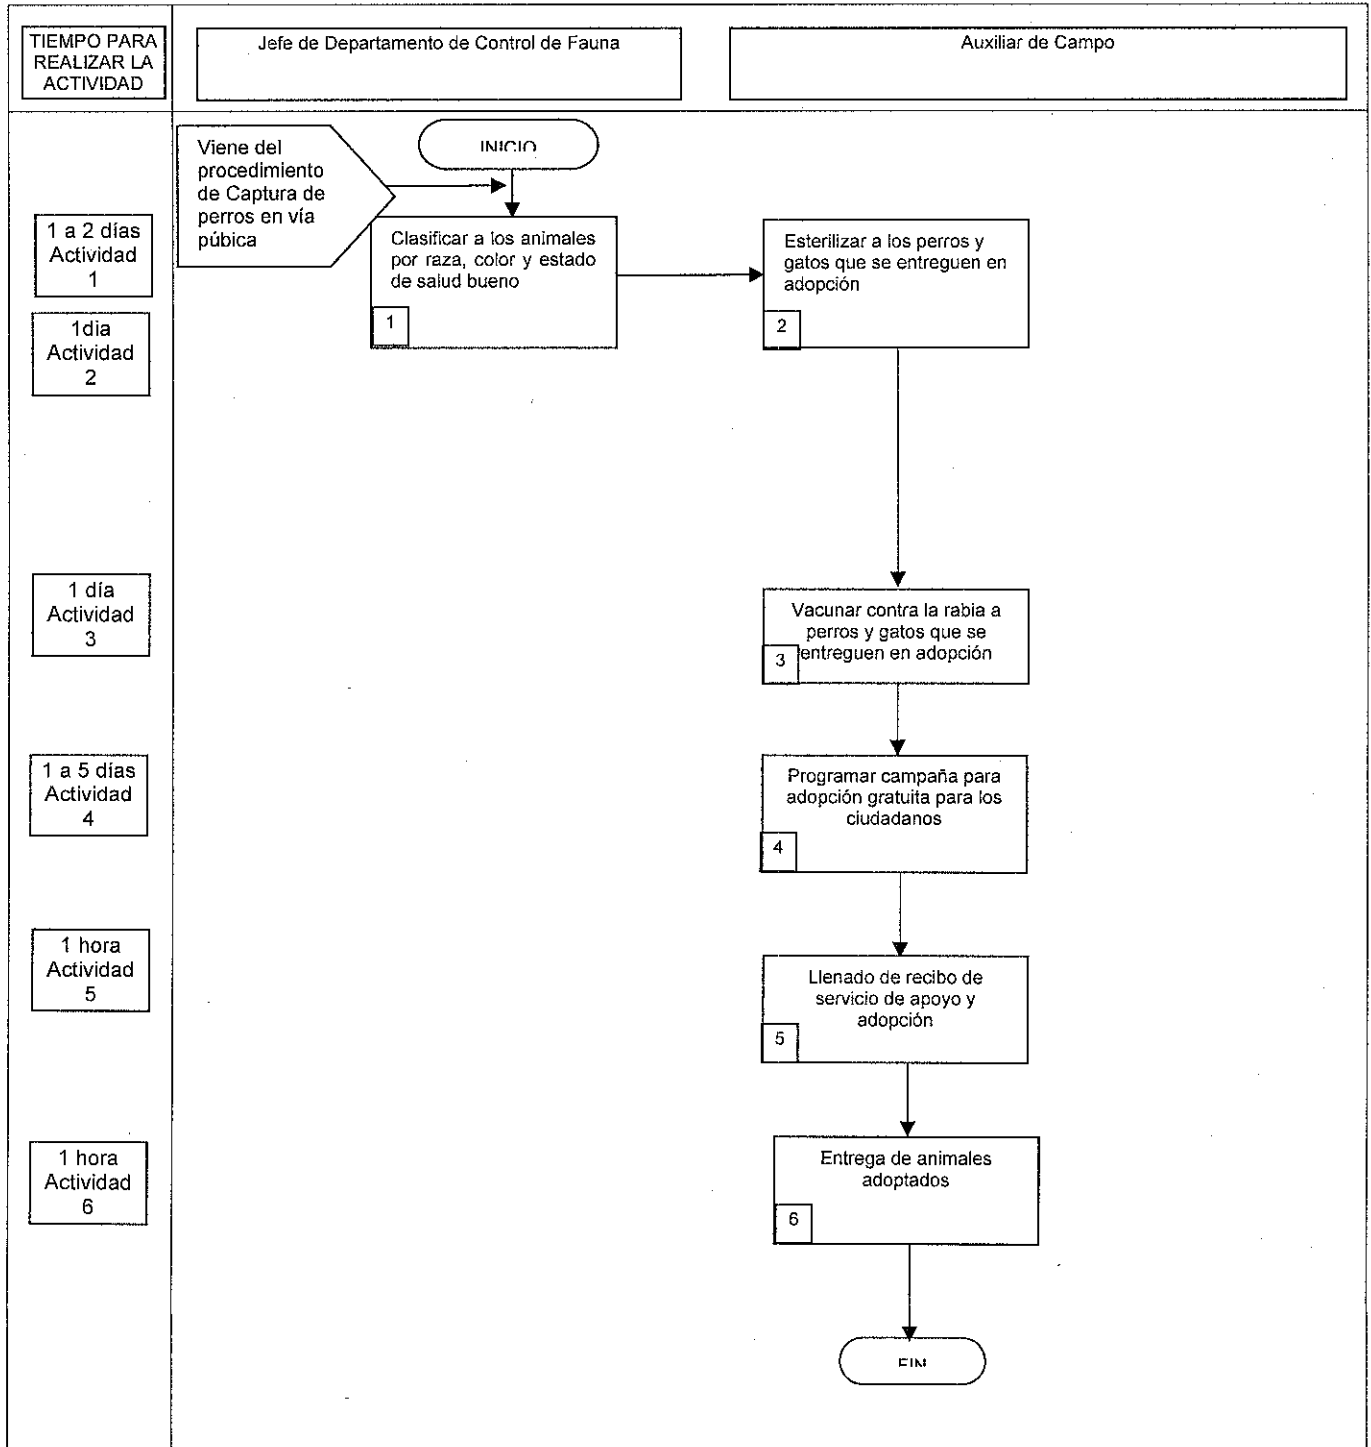 TIEMPO PARA
REALIZAR LA
ACTIVIDAD
Jefe de Departamento de Control de Fauna
Auxiliar de Campo
Viene del
procedimiento
de Captura de
perros en vía
púbica
INICIO
1 a 2 días
Actividad
1
Clasificar a los animales
por raza, color y estado
de salud bueno
1
Esterilizar a los perros y
gatos que se entreguen en
adopción
2
1dia
Actividad
2
1 día
Actividad
3
Vacunar contra la rabia a
perros y gatos que se
entreguen en adopción
3
1 a 5 días
Actividad
4
Programar campaña para
adopción gratuita para los
ciudadanos
4
1 hora
Actividad
5
Llenado de recibo de
servicio de apoyo y
adopción
5
1 hora
Actividad
6
Entrega de animales
adoptados
6
FIN